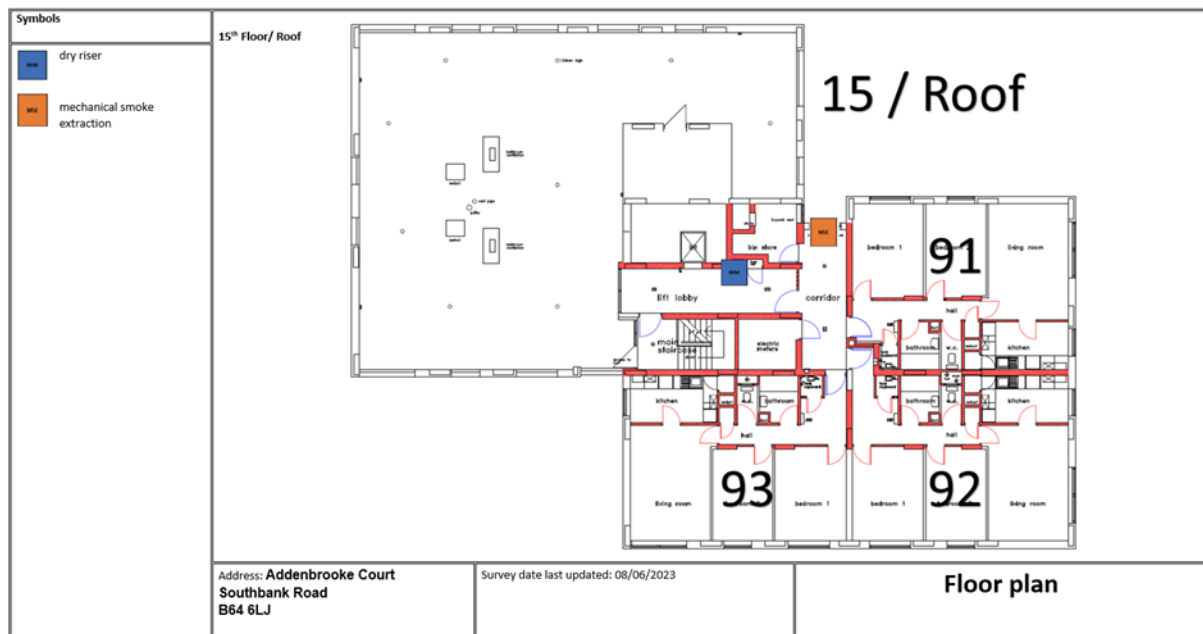 Symbols
dry riser
mechanical smoke
extraction
MSE
15th Floor/ Roof
15 / Roof
MSE
bin store
lift lobby
corridor
main
staircase
electric
meters
bedroom 1
living room
91
hall
bathroom
w.c.
kitchen
kitchen
bathroom
w.c.
kitchen
bathroom
hall
hall
living room
93
bedroom 1
bedroom 1
92
living room
Address: Addenbrooke Court
Southbank Road
B64 6LJ
Survey date last updated: 08/06/2023
Floor plan